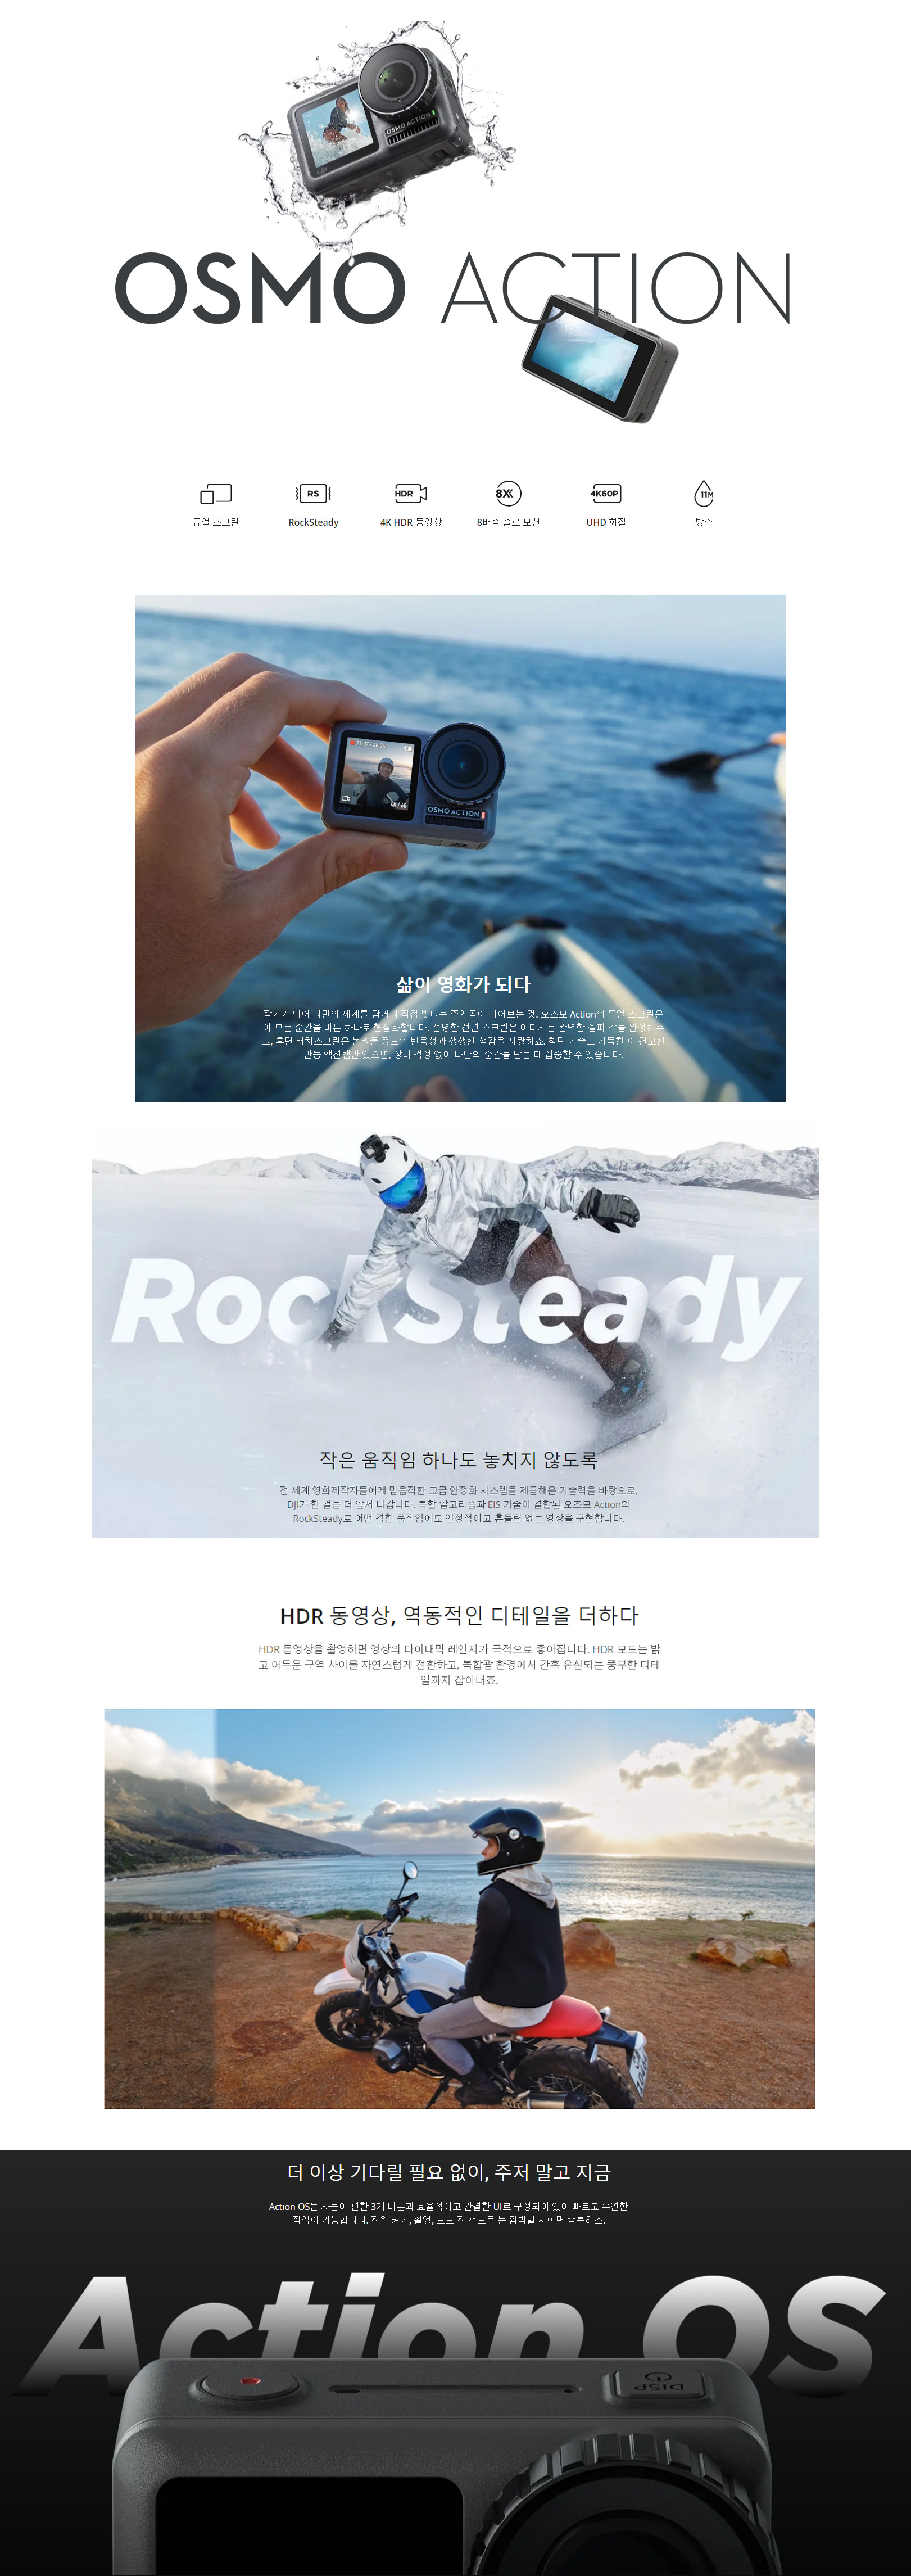 OSMO ACTION
OSMO ACTION
RS
HDR
8X
4K60P
11M
듀얼 스크린
RockSteady
4K HDR 동영상
8배속 슬로 모션
UHD 화질
방수
OSMO ACTION
삶이 영화가 되다
작가가 되어 나만의 세계를 담거나 직접 빛나는 주인공이 되어보는 것. 오즈모 Action의 듀얼 스크린은
이 모든 순간을 버튼 하나로 현실화합니다. 선명한 전면 스크린은 어디서든 완벽한 셀피 각을 완성해주
고, 후면 터치스크린은 놀라울 정도의 반응성과 생생한 색감을 자랑하죠. 첨단 기술로 가득찬 이 견고한
만능 액션캠만 있으면, 장비 걱정 없이 나만의 순간을 담는 데 집중할 수 있습니다.
RockSteady
작은 움직임 하나도 놓치지 않도록
전 세계 영화제작자들에게 믿음직한 고급 안정화 시스템을 제공해온 기술력을 바탕으로,
DJI가 한 걸음 더 앞서 나갑니다. 복합 알고리즘과 EIS 기술이 결합된 오즈모 Action의
RockSteady로 어떤 격한 움직임에도 안정적이고 흔들림 없는 영상을 구현합니다.
HDR 동영상, 역동적인 디테일을 더하다
HDR 동영상을 촬영하면 영상의 다이내믹 레인지가 극적으로 좋아집니다. HDR 모드는 밝
고 어두운 구역 사이를 자연스럽게 전환하고, 복합광 환경에서 간혹 유실되는 풍부한 디테
일까지 잡아내죠.
더 이상 기다릴 필요 없이, 주저 말고 지금
Action OS는 사용이 편한 3개 버튼과 효율적이고 간결한 UI로 구성되어 있어 빠르고 유연한
작업이 가능합니다. 전원 켜기, 촬영, 모드 전환 모두 눈 깜박할 사이면 충분하죠.
Action OS
DISP